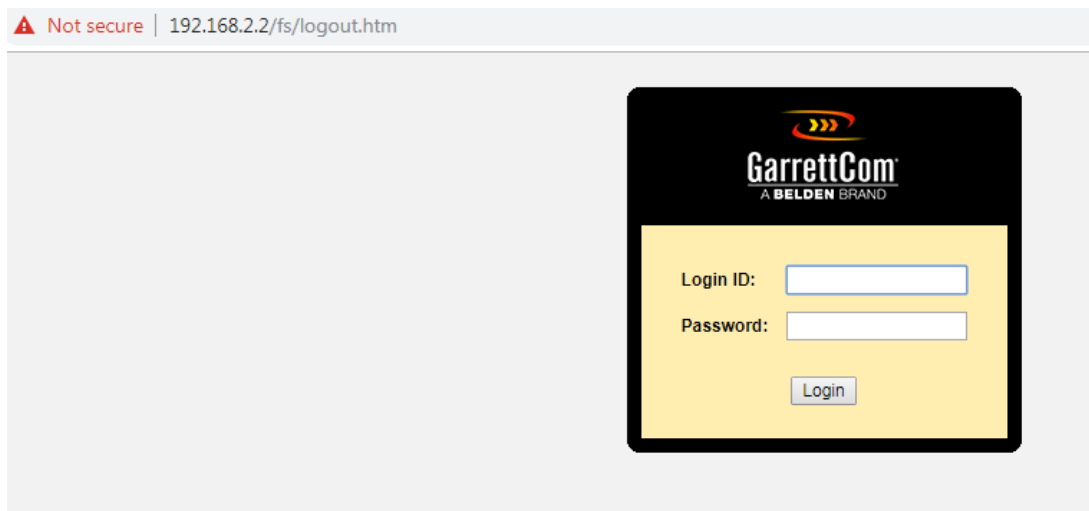 Not secure | 192.168.2.2/fs/logout.htm
GarrettCom
A BELDEN BRAND
Login ID:
Password:
Login